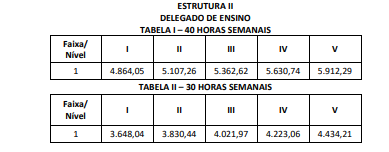 ESTRUTURA II
DELEGADO DE ENSINO
TABELA I – 40 HORAS SEMANAIS
Faixa/ Nível I II III IV V
1 4.864,05 5.107,26 5.362,62 5.630,74 5.912,29
TABELA II – 30 HORAS SEMANAIS
Faixa/ Nível I II III IV V
1 3.648,04 3.830,44 4.021,97 4.223,06 4.434,21